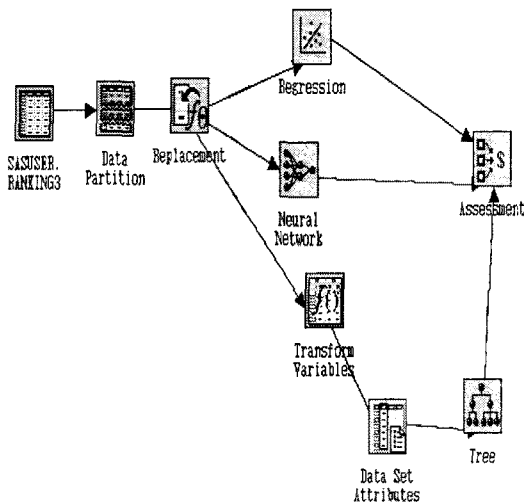 Regression
SASUSER.
RANKING3
Data
Partition
Replacement
Neural
Network
Assessment
Transform
Variables
Data Set
Attributes
Tree